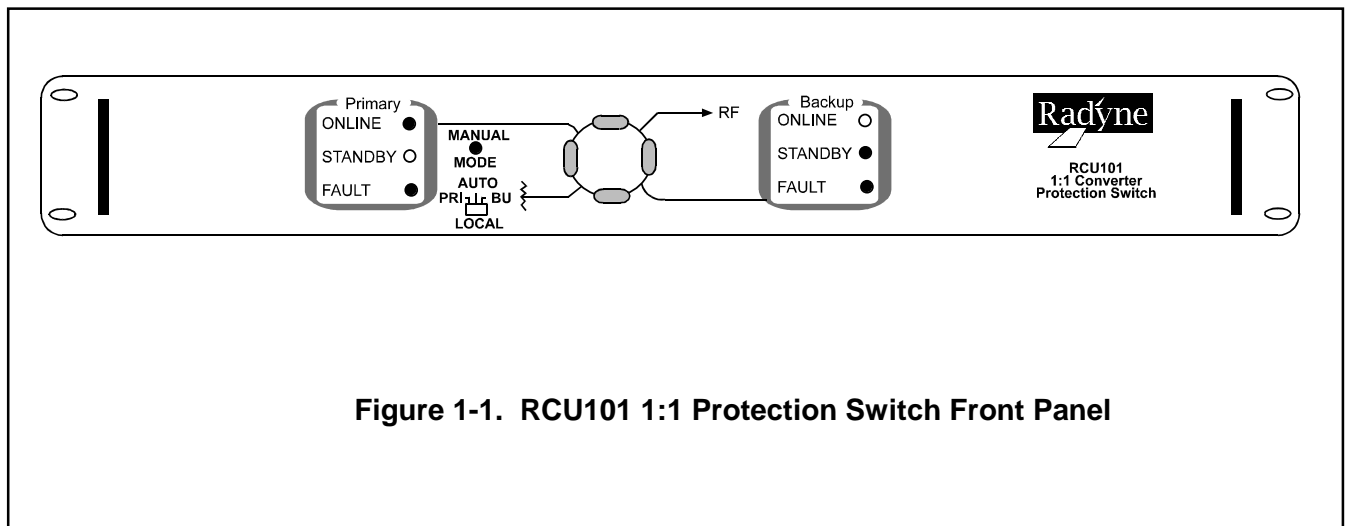 Primary
ONLINE
STANDBY
FAULT
MANUAL
MODE
AUTO
PRI BU
LOCAL
RF
Backup
ONLINE
STANDBY
FAULT
Radyne
RCU101
1:1 Converter
Protection Switch
Figure 1-1. RCU101 1:1 Protection Switch Front Panel